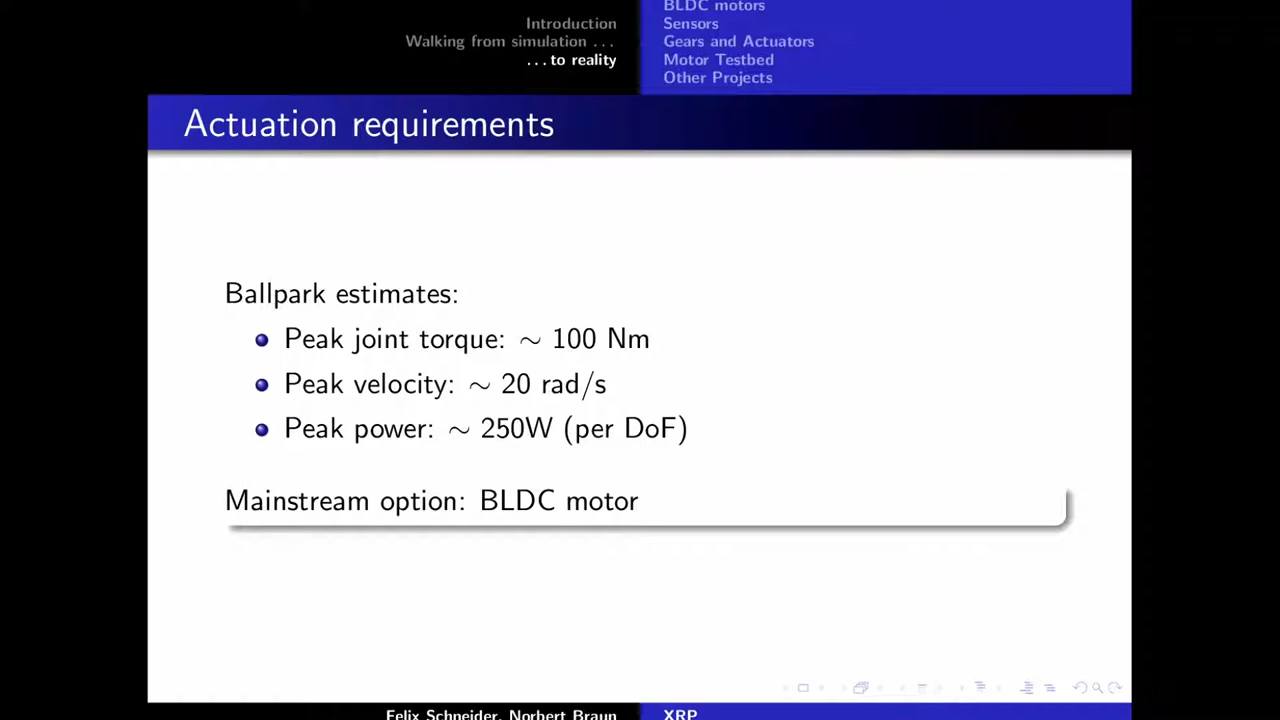 Introduction
Walking from simulation ...
...to reality
BLDC motors
Sensors
Gears and Actuators
Motor Testbed
Other Projects
Actuation requirements
Ballpark estimates:
Peak joint torque: ∼ 100 Nm
Peak velocity: ∼ 20 rad/s
Peak power: ∼ 250W (per DoF)
Mainstream option: BLDC motor
Felix Schneider, Norbert Braun
XRP